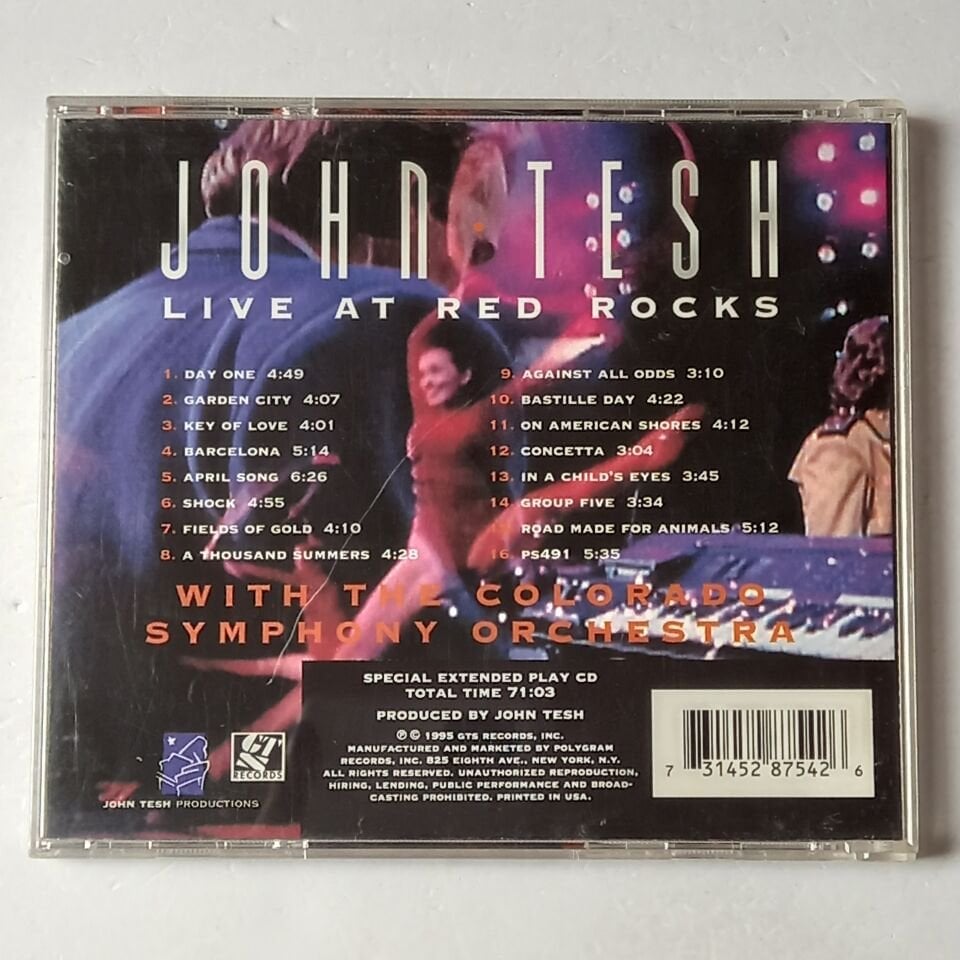 JOHN TESH
LIVE AT RED ROCKS
1. DAY ONE 4:49
2. GARDEN CITY 4:07
3. KEY OF LOVE 4:01
4. BARCELONA 5:14
5. APRIL SONG 6:26
6. SHOCK 4:55
7. FIELDS OF GOLD 4:10
8. A THOUSAND SUMMERS 4:28
9. AGAINST ALL ODDS 3:10
10. BASTILLE DAY 4:22
11. ON AMERICAN SHORES 4:12
12. CONCETTA 3:04
13. IN A CHILD'S EYES 3:45
14. GROUP FIVE 3:34
ROAD MADE FOR ANIMALS 5:12
16. PS491 5:35
WITH THE COLORADO
SYMPHONY ORCHESTRA
SPECIAL EXTENDED PLAY CD
TOTAL TIME 71:03
PRODUCED BY JOHN TESH
℗ © 1995 GTS RECORDS, INC.
MANUFACTURED AND MARKETED BY POLYGRAM
RECORDS, INC. 825 EIGHTH AVE., NEW YORK, N.Y.
ALL RIGHTS RESERVED. UNAUTHORIZED REPRODUCTION,
HIRING, LENDING, PUBLIC PERFORMANCE AND BROAD-
CASTING PROHIBITED. PRINTED IN USA.
JOHN TESH PRODUCTIONS
GTS
RECORDS
7 31452 87542 6